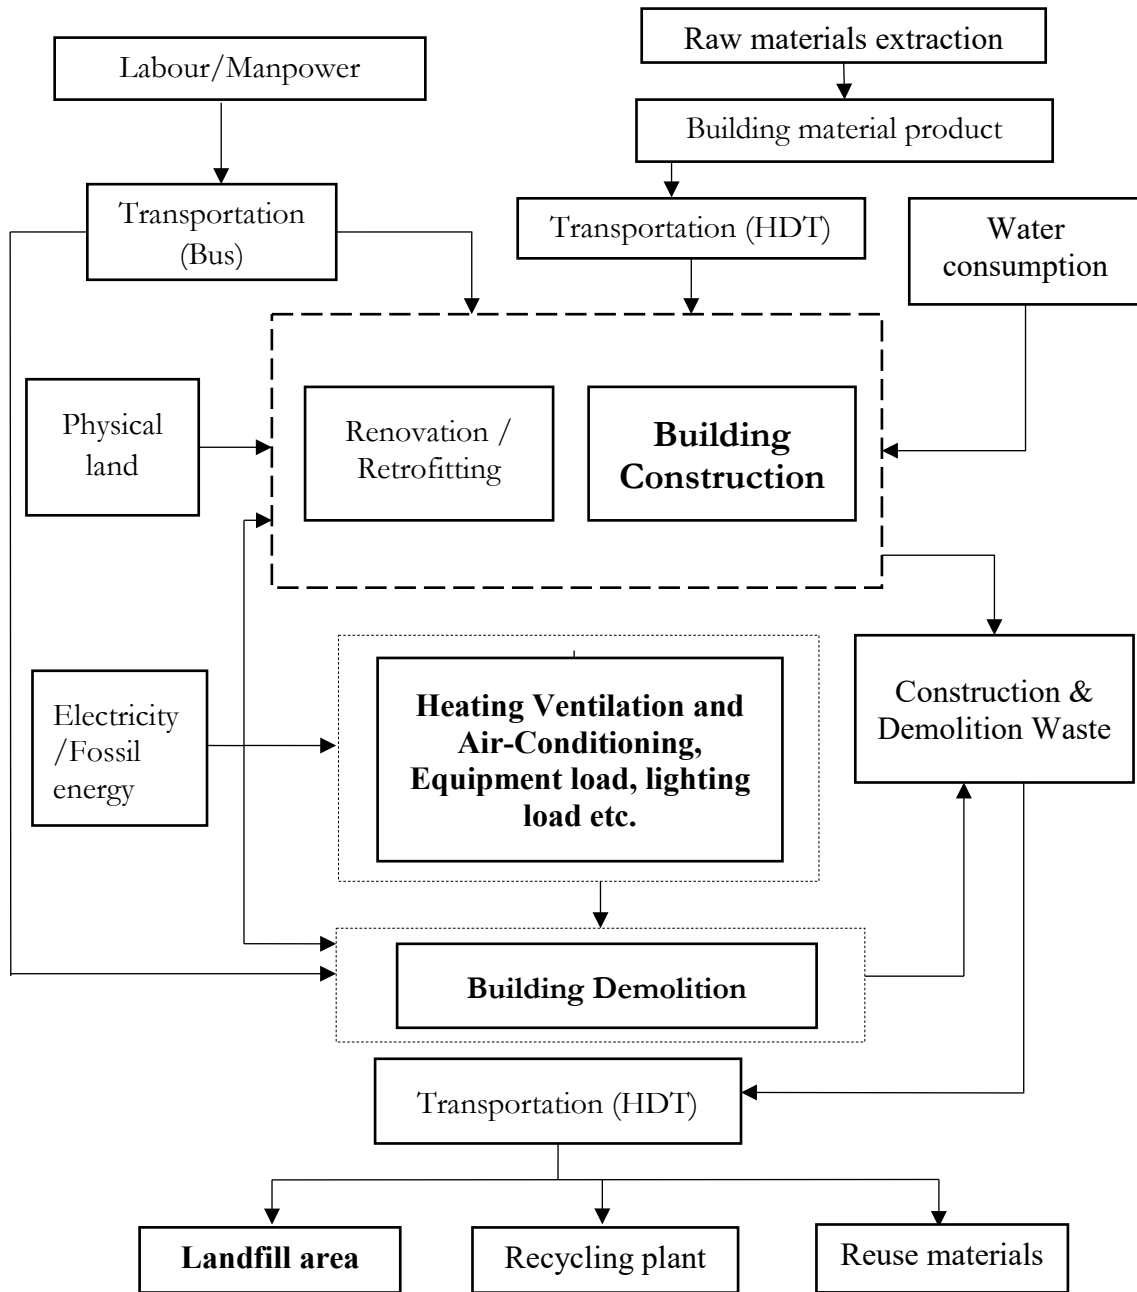 Raw materials extraction
Labour/Manpower
Building material product
Transportation
(Bus)
Transportation (HDT)
Water
consumption
Physical
land
Renovation /
Retrofitting
Building
Construction
Electricity
/Fossil
energy
Heating Ventilation and
Air-Conditioning,
Equipment load, lighting
load etc.
Construction &
Demolition Waste
Building Demolition
Transportation (HDT)
Landfill area
Recycling plant
Reuse materials